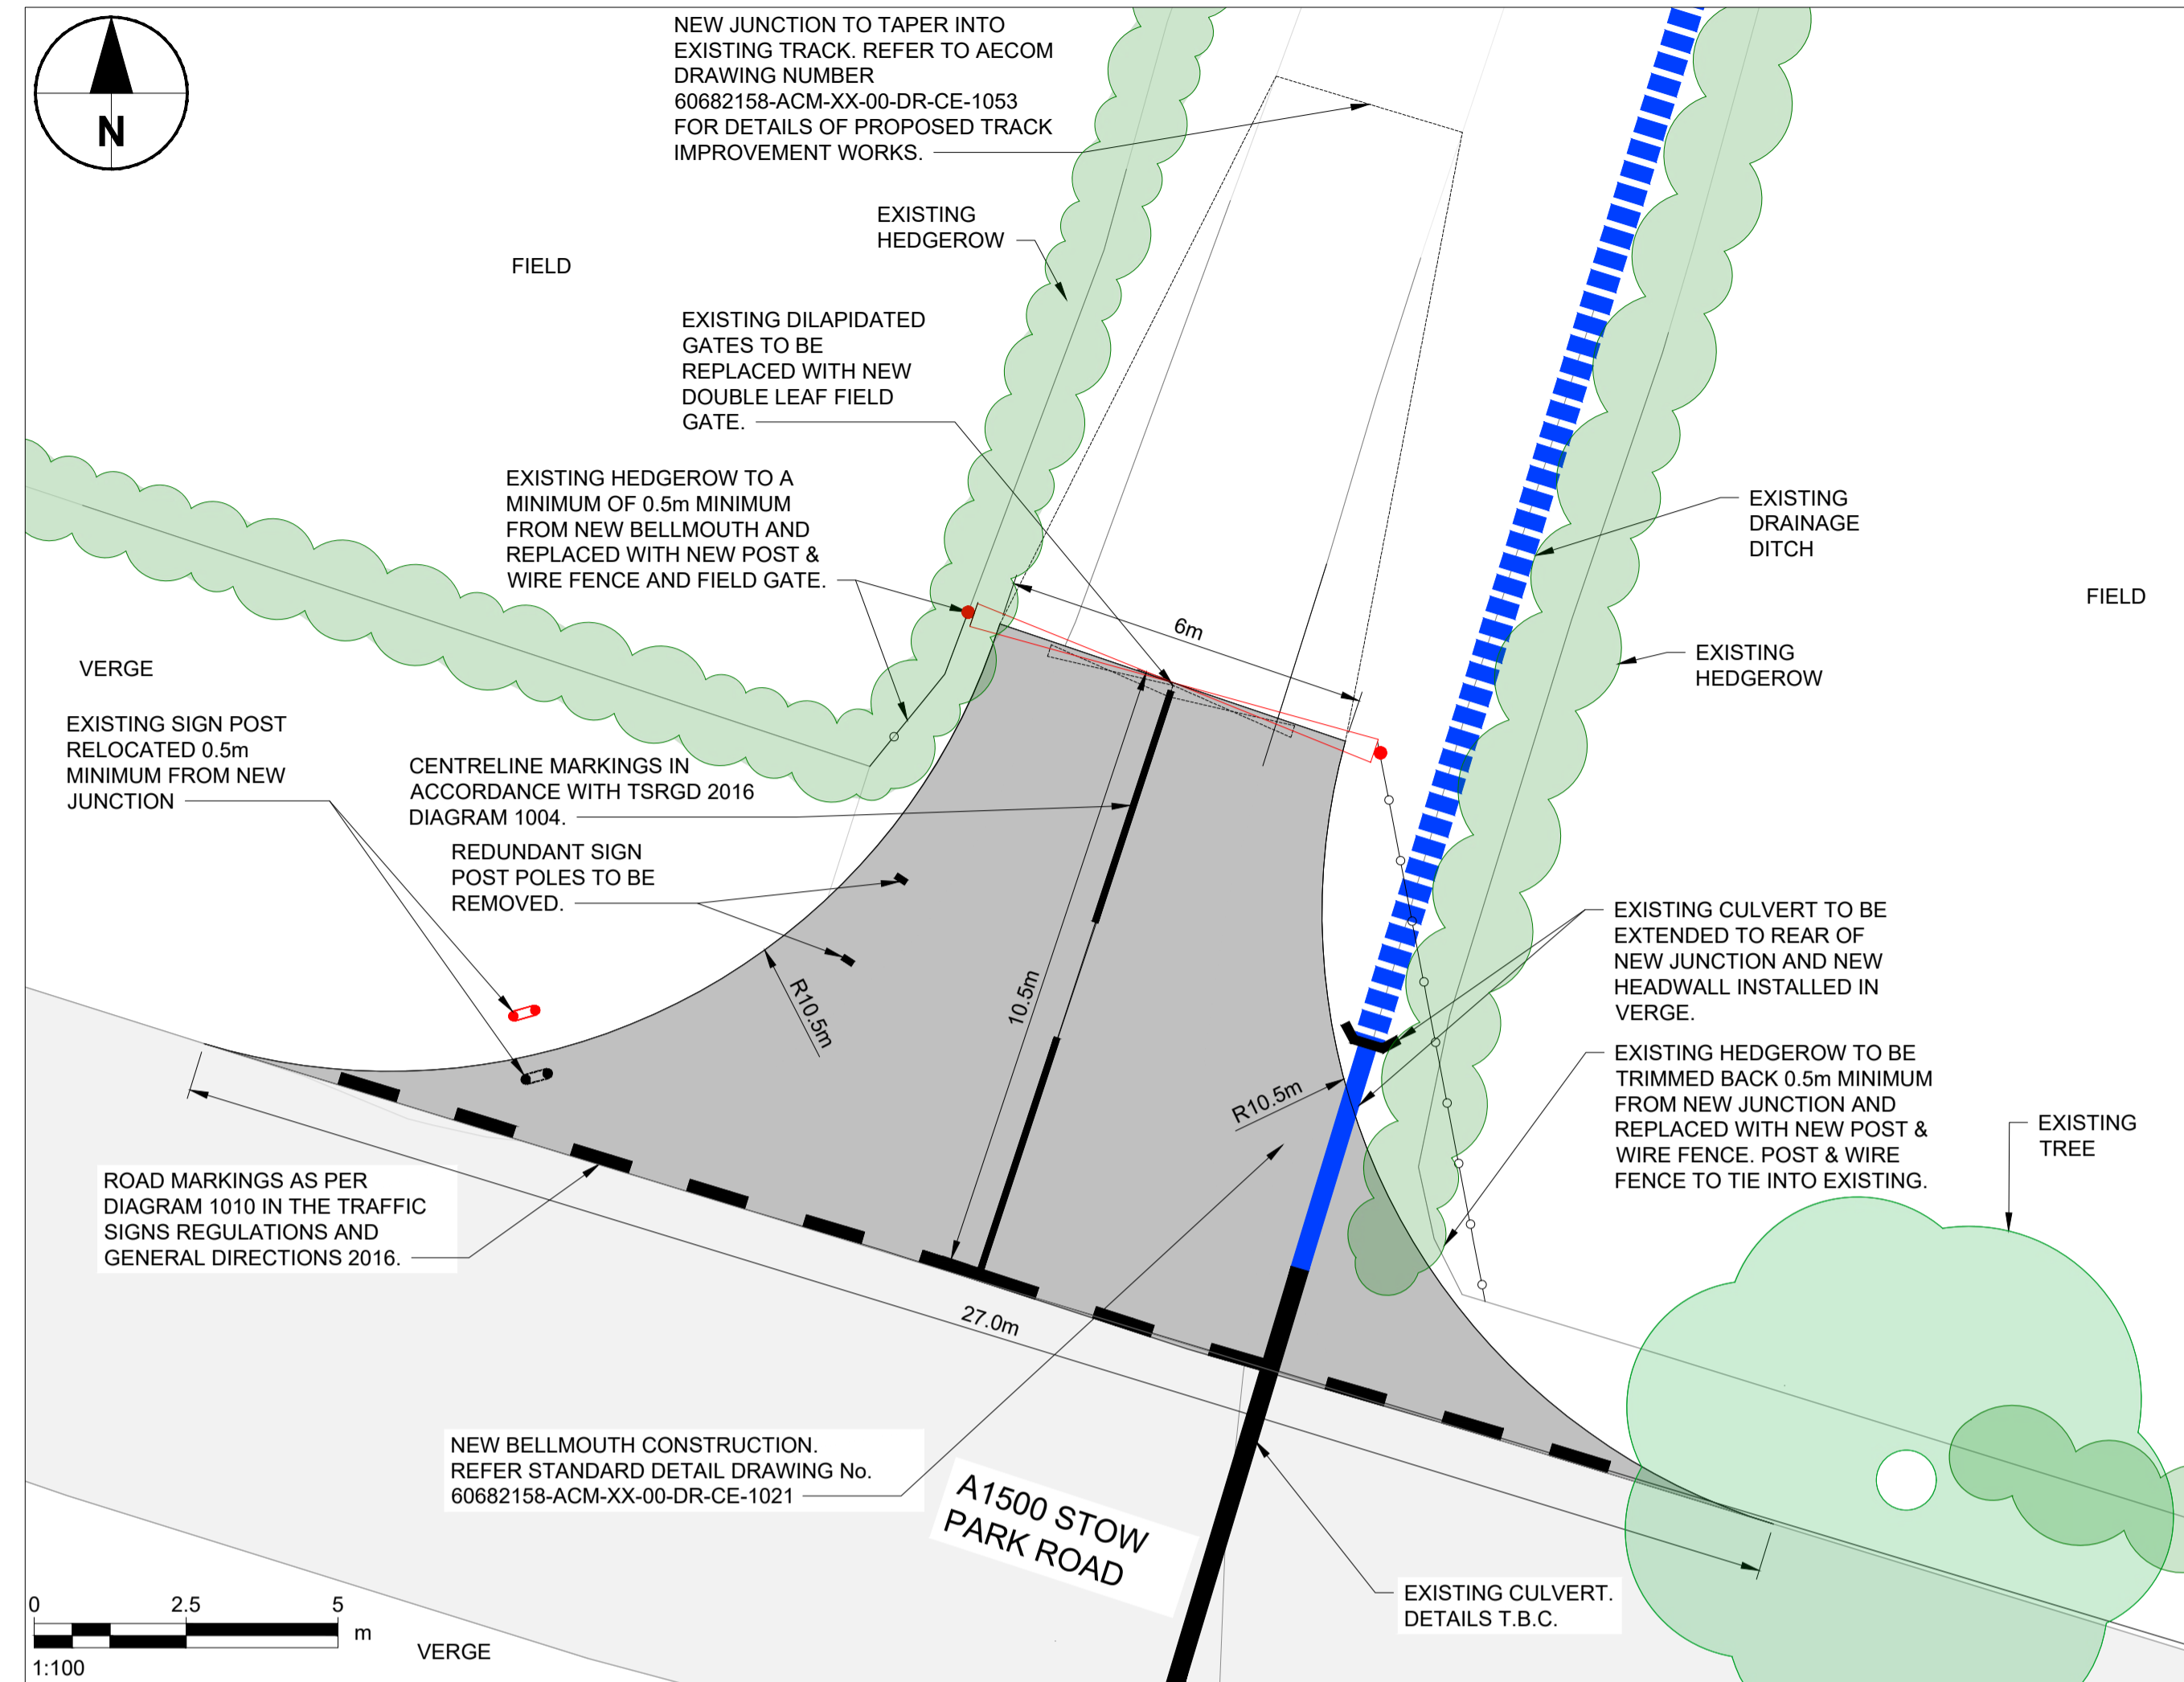 NEW JUNCTION TO TAPER INTO
EXISTING TRACK. REFER TO AECOM
DRAWING NUMBER
60682158-ACM-XX-00-DR-CE-1053
FOR DETAILS OF PROPOSED TRACK
IMPROVEMENT WORKS.
N
EXISTING
HEDGEROW
FIELD
EXISTING DILAPIDATED
GATES TO BE
REPLACED WITH NEW
DOUBLE LEAF FIELD
GATE.
EXISTING HEDGEROW TO A
MINIMUM OF 0.5m MINIMUM
FROM NEW BELLMOUTH AND
REPLACED WITH NEW POST &
WIRE FENCE AND FIELD GATE.
EXISTING
DRAINAGE
DITCH
FIELD
6m
EXISTING
HEDGEROW
VERGE
EXISTING SIGN POST
RELOCATED 0.5m
MINIMUM FROM NEW
JUNCTION
CENTRELINE MARKINGS IN
ACCORDANCE WITH TSRGD 2016
DIAGRAM 1004.
REDUNDANT SIGN
POST POLES TO BE
REMOVED.
R10.5m
10.5m
R10.5m
EXISTING CULVERT TO BE
EXTENDED TO REAR OF
NEW JUNCTION AND NEW
HEADWALL INSTALLED IN
VERGE.
EXISTING HEDGEROW TO BE
TRIMMED BACK 0.5m MINIMUM
FROM NEW JUNCTION AND
REPLACED WITH NEW POST &
WIRE FENCE. POST & WIRE
FENCE TO TIE INTO EXISTING.
EXISTING
TREE
ROAD MARKINGS AS PER
DIAGRAM 1010 IN THE TRAFFIC
SIGNS REGULATIONS AND
GENERAL DIRECTIONS 2016.
27.0m
NEW BELLMOUTH CONSTRUCTION.
REFER STANDARD DETAIL DRAWING No.
60682158-ACM-XX-00-DR-CE-1021
A1500 STOW
PARK ROAD
EXISTING CULVERT.
DETAILS T.B.C.
0 2.5 5
m
1:100
VERGE